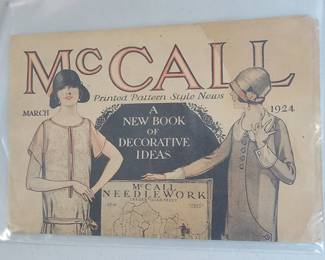 McCALL
Printed Pattern Style News
MARCH
1924
A
NEW BOOK
OF
DECORATIVE
IDEAS
McCALL
NEEDLEWORK